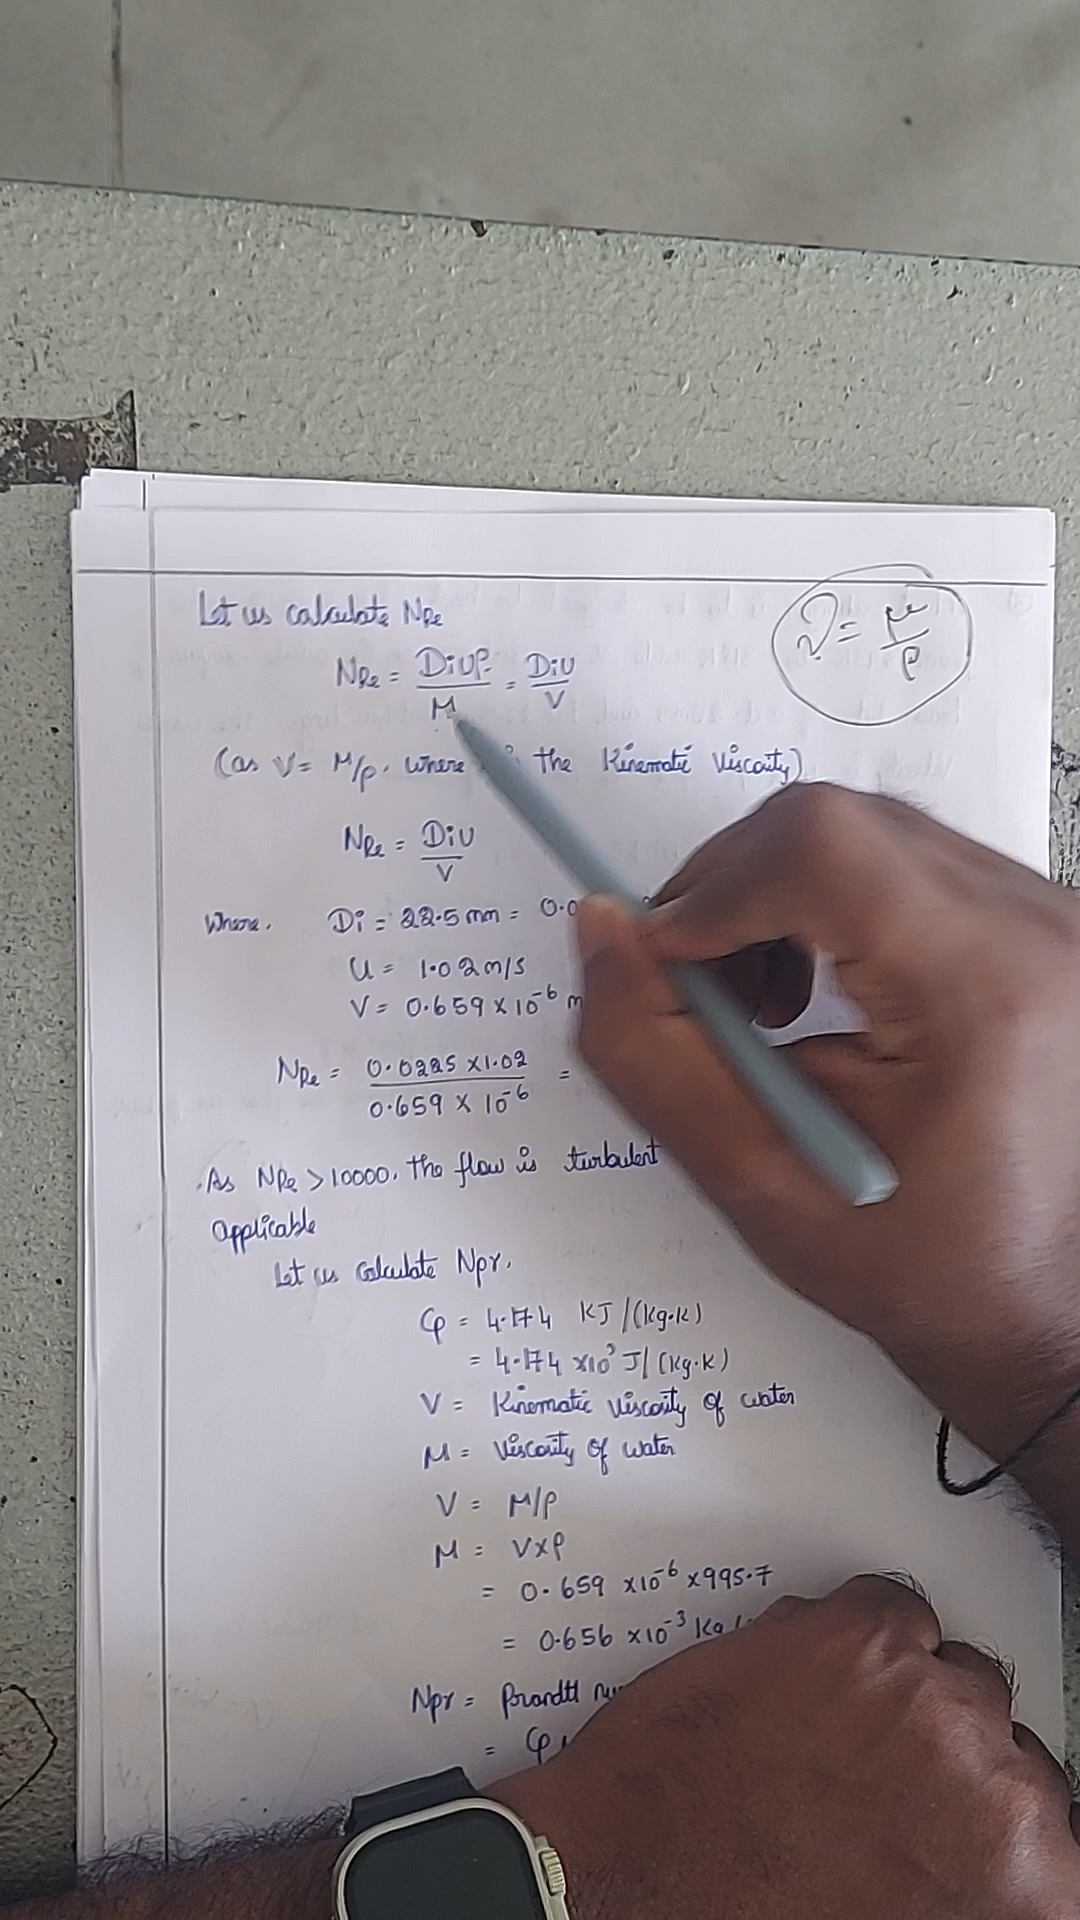 Let us calculate NRe
ν = μ/ρ
NRe = DiUρ/μ = DiU/V
(as V = μ/ρ, where the Kinematic Viscosity)
NRe = DiU/V
Where, Di = 22.5 mm = 0.0
U = 1.02 m/s
V = 0.659 × 10⁻⁶ m
NRe = 0.0225 × 1.02 / 0.659 × 10⁻⁶ =
As NRe > 10000, the flow is turbulent
applicable
Let us calculate Npr,
Cp = 4.174 KJ/(kg.K)
= 4.174 × 10³ J/(kg.K)
V = Kinematic Viscosity of water
μ = Viscosity of water
V = μ/ρ
μ = V×ρ
= 0.659 × 10⁻⁶ × 995.7
= 0.656 × 10⁻³ Kg/
Npr = Prandtl
= Cp